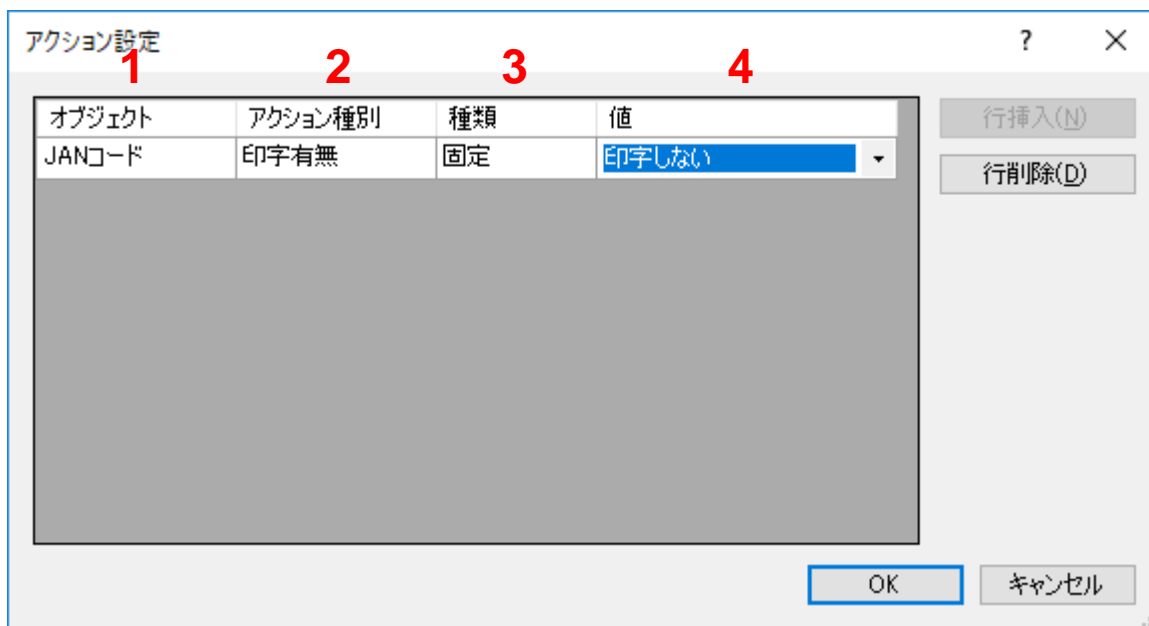 アクション設定 ? ×
1 2 3 4
オブジェクト アクション種別 種類 値 行挿入(N)
JANコード 印字有無 固定 印字しない 行削除(D)
OK キャンセル